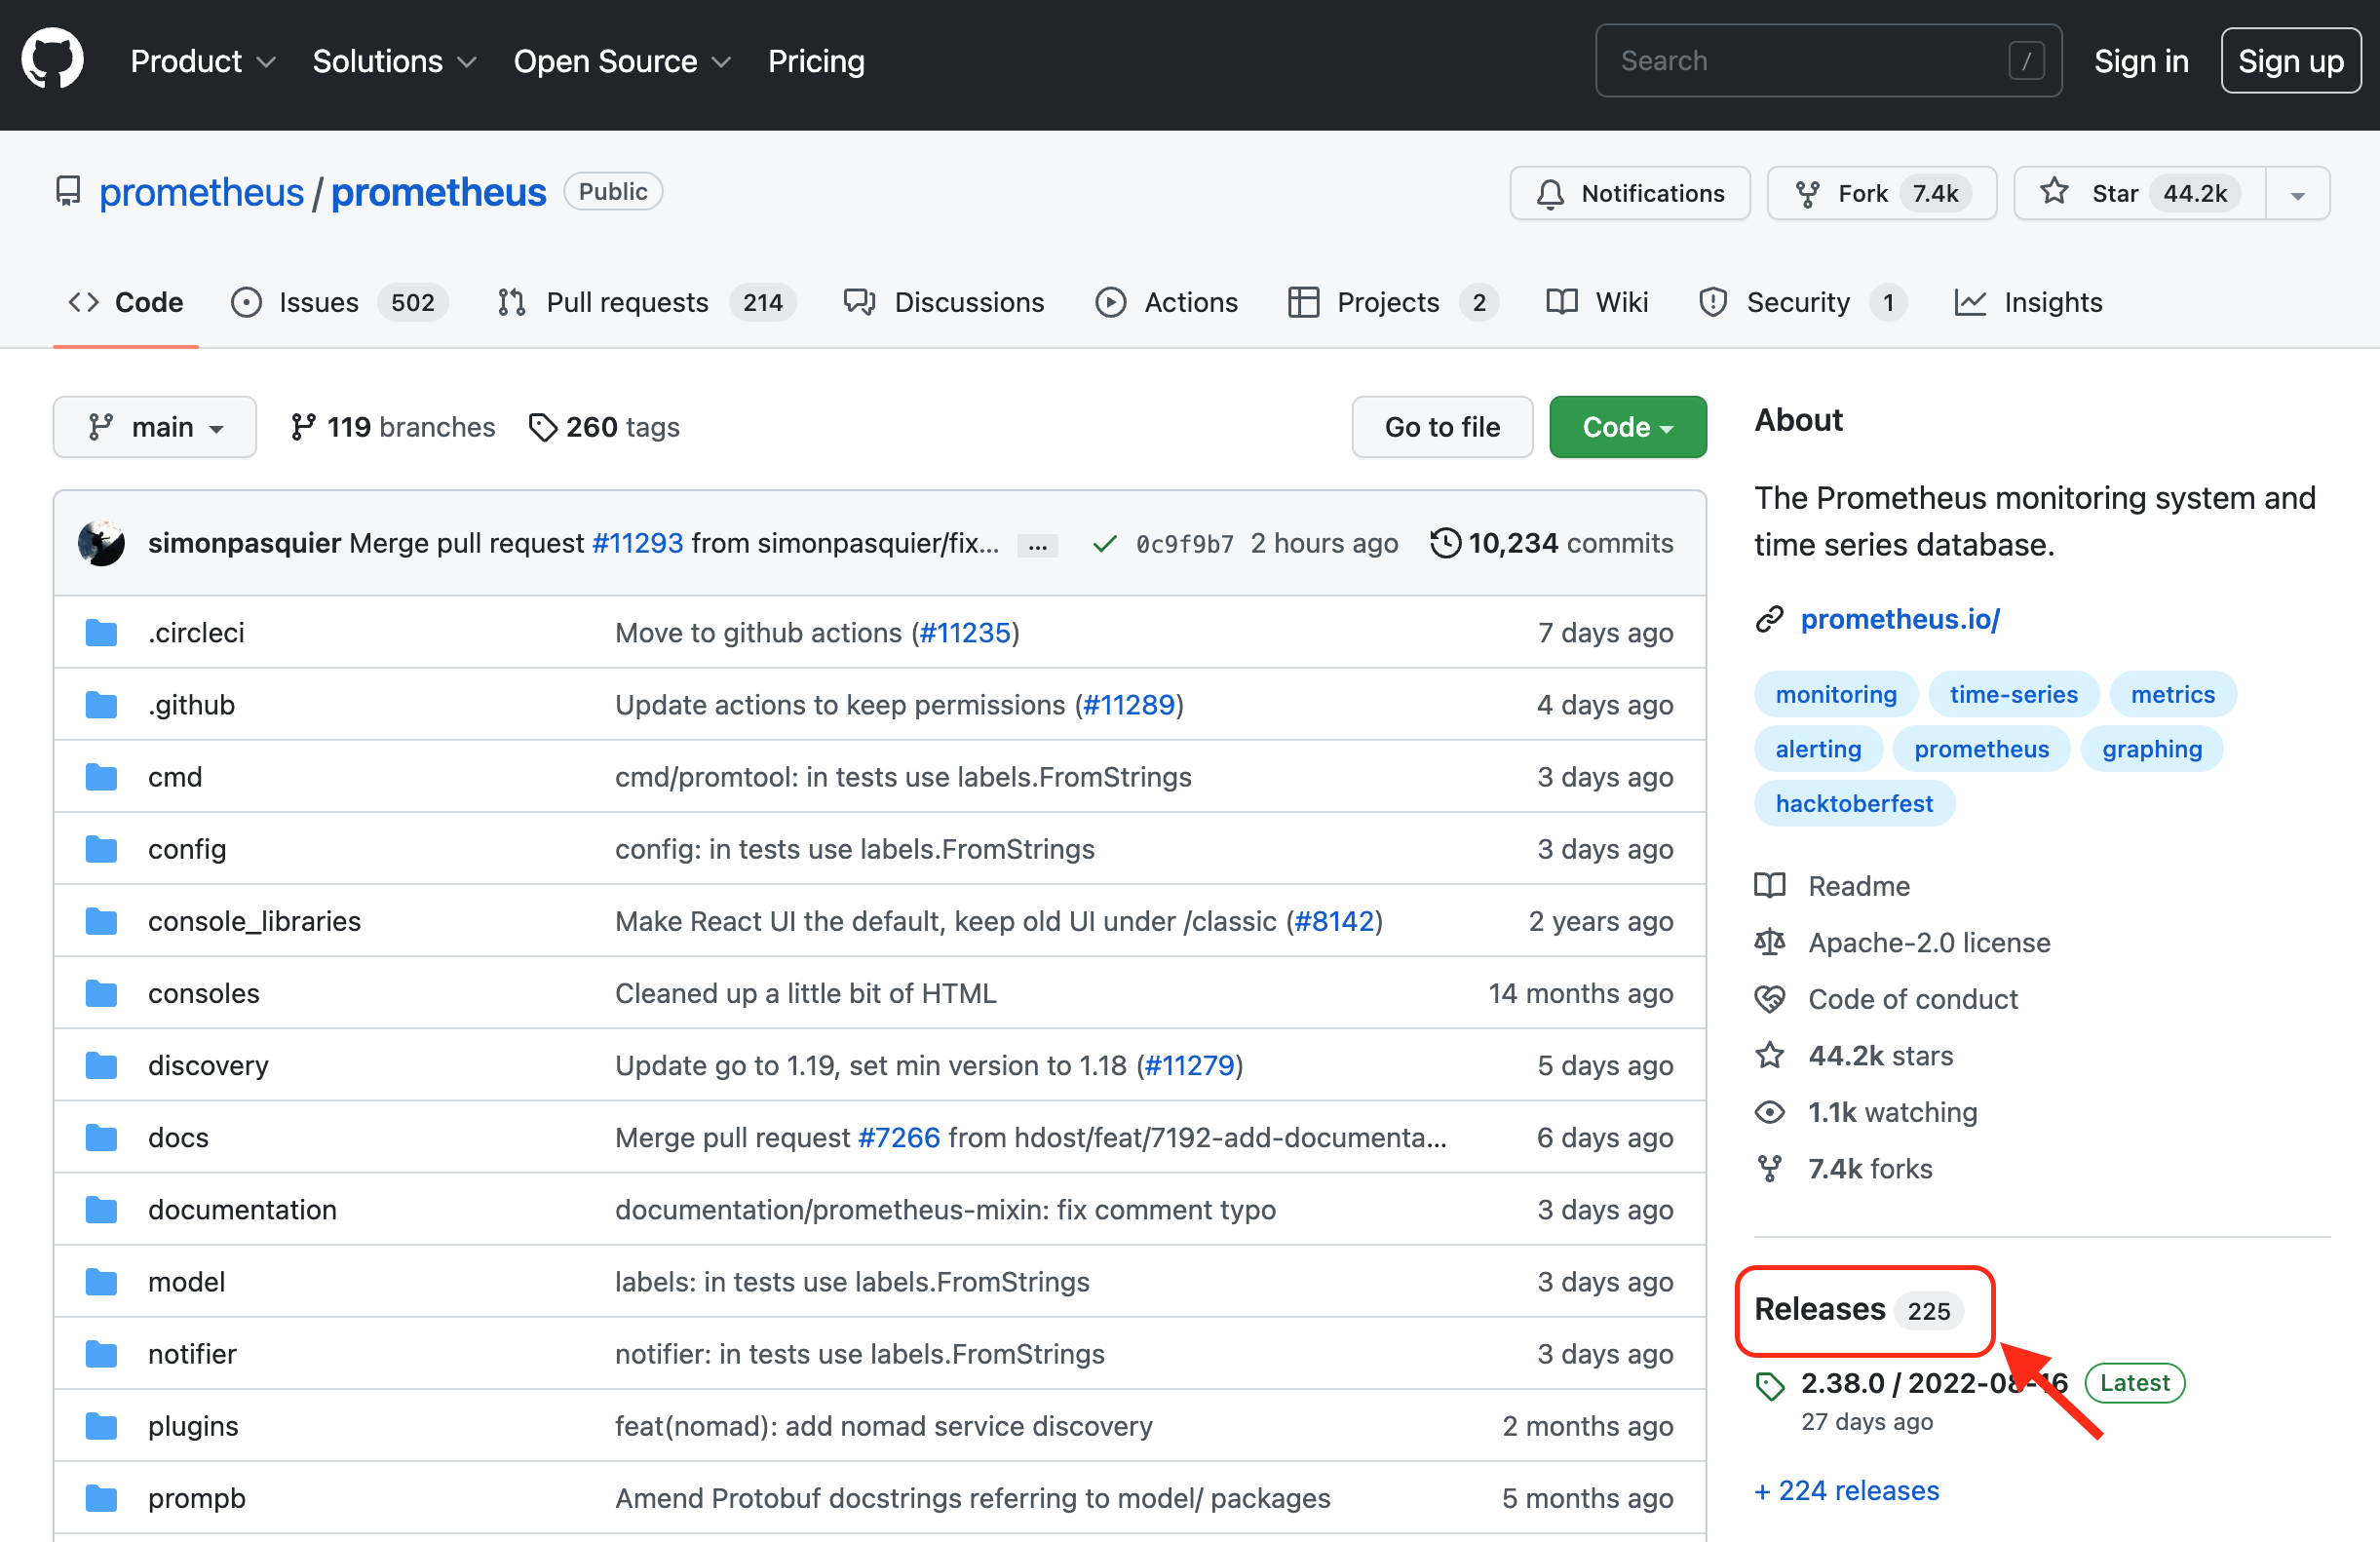 Product Solutions Open Source Pricing Search / Sign in Sign up
prometheus / prometheus Public Notifications Fork 7.4k Star 44.2k
Code Issues 502 Pull requests 214 Discussions Actions Projects 2 Wiki Security 1 Insights
main 119 branches 260 tags Go to file Code
simonpasquier Merge pull request #11293 from simonpasquier/fix... ... 0c9f9b7 2 hours ago 10,234 commits
.circleci Move to github actions (#11235) 7 days ago
.github Update actions to keep permissions (#11289) 4 days ago
cmd cmd/promtool: in tests use labels.FromStrings 3 days ago
config config: in tests use labels.FromStrings 3 days ago
console_libraries Make React UI the default, keep old UI under /classic (#8142) 2 years ago
consoles Cleaned up a little bit of HTML 14 months ago
discovery Update go to 1.19, set min version to 1.18 (#11279) 5 days ago
docs Merge pull request #7266 from hdost/feat/7192-add-documenta... 6 days ago
documentation documentation/prometheus-mixin: fix comment typo 3 days ago
model labels: in tests use labels.FromStrings 3 days ago
notifier notifier: in tests use labels.FromStrings 3 days ago
plugins feat(nomad): add nomad service discovery 2 months ago
prompb Amend Protobuf docstrings referring to model/ packages 5 months ago
About
The Prometheus monitoring system and
time series database.
prometheus.io/
monitoring time-series metrics
alerting prometheus graphing
hacktoberfest
Readme
Apache-2.0 license
Code of conduct
44.2k stars
1.1k watching
7.4k forks
Releases 225
2.38.0 / 2022-08-16 Latest
27 days ago
+ 224 releases